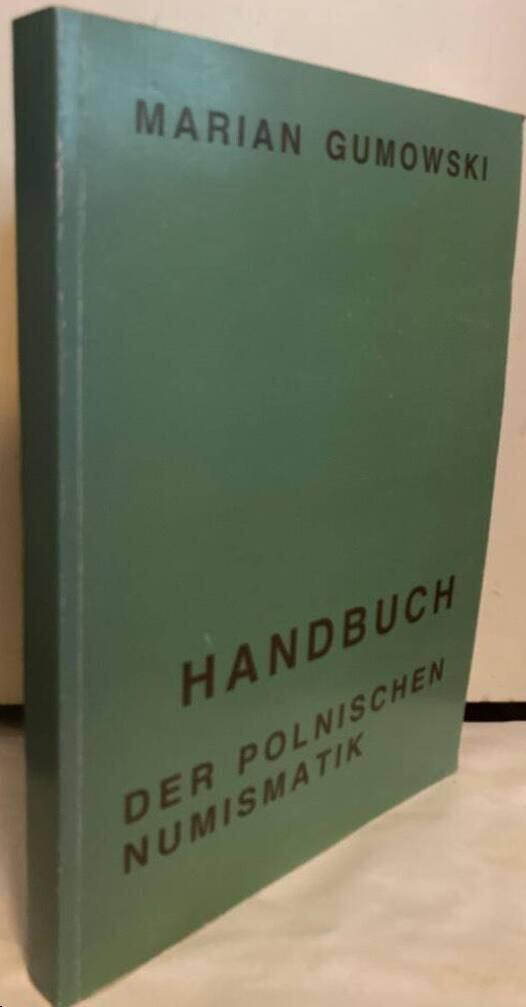 MARIAN GUMOWSKI
HANDBUCH
DER POLNISCHEN
NUMISMATIK